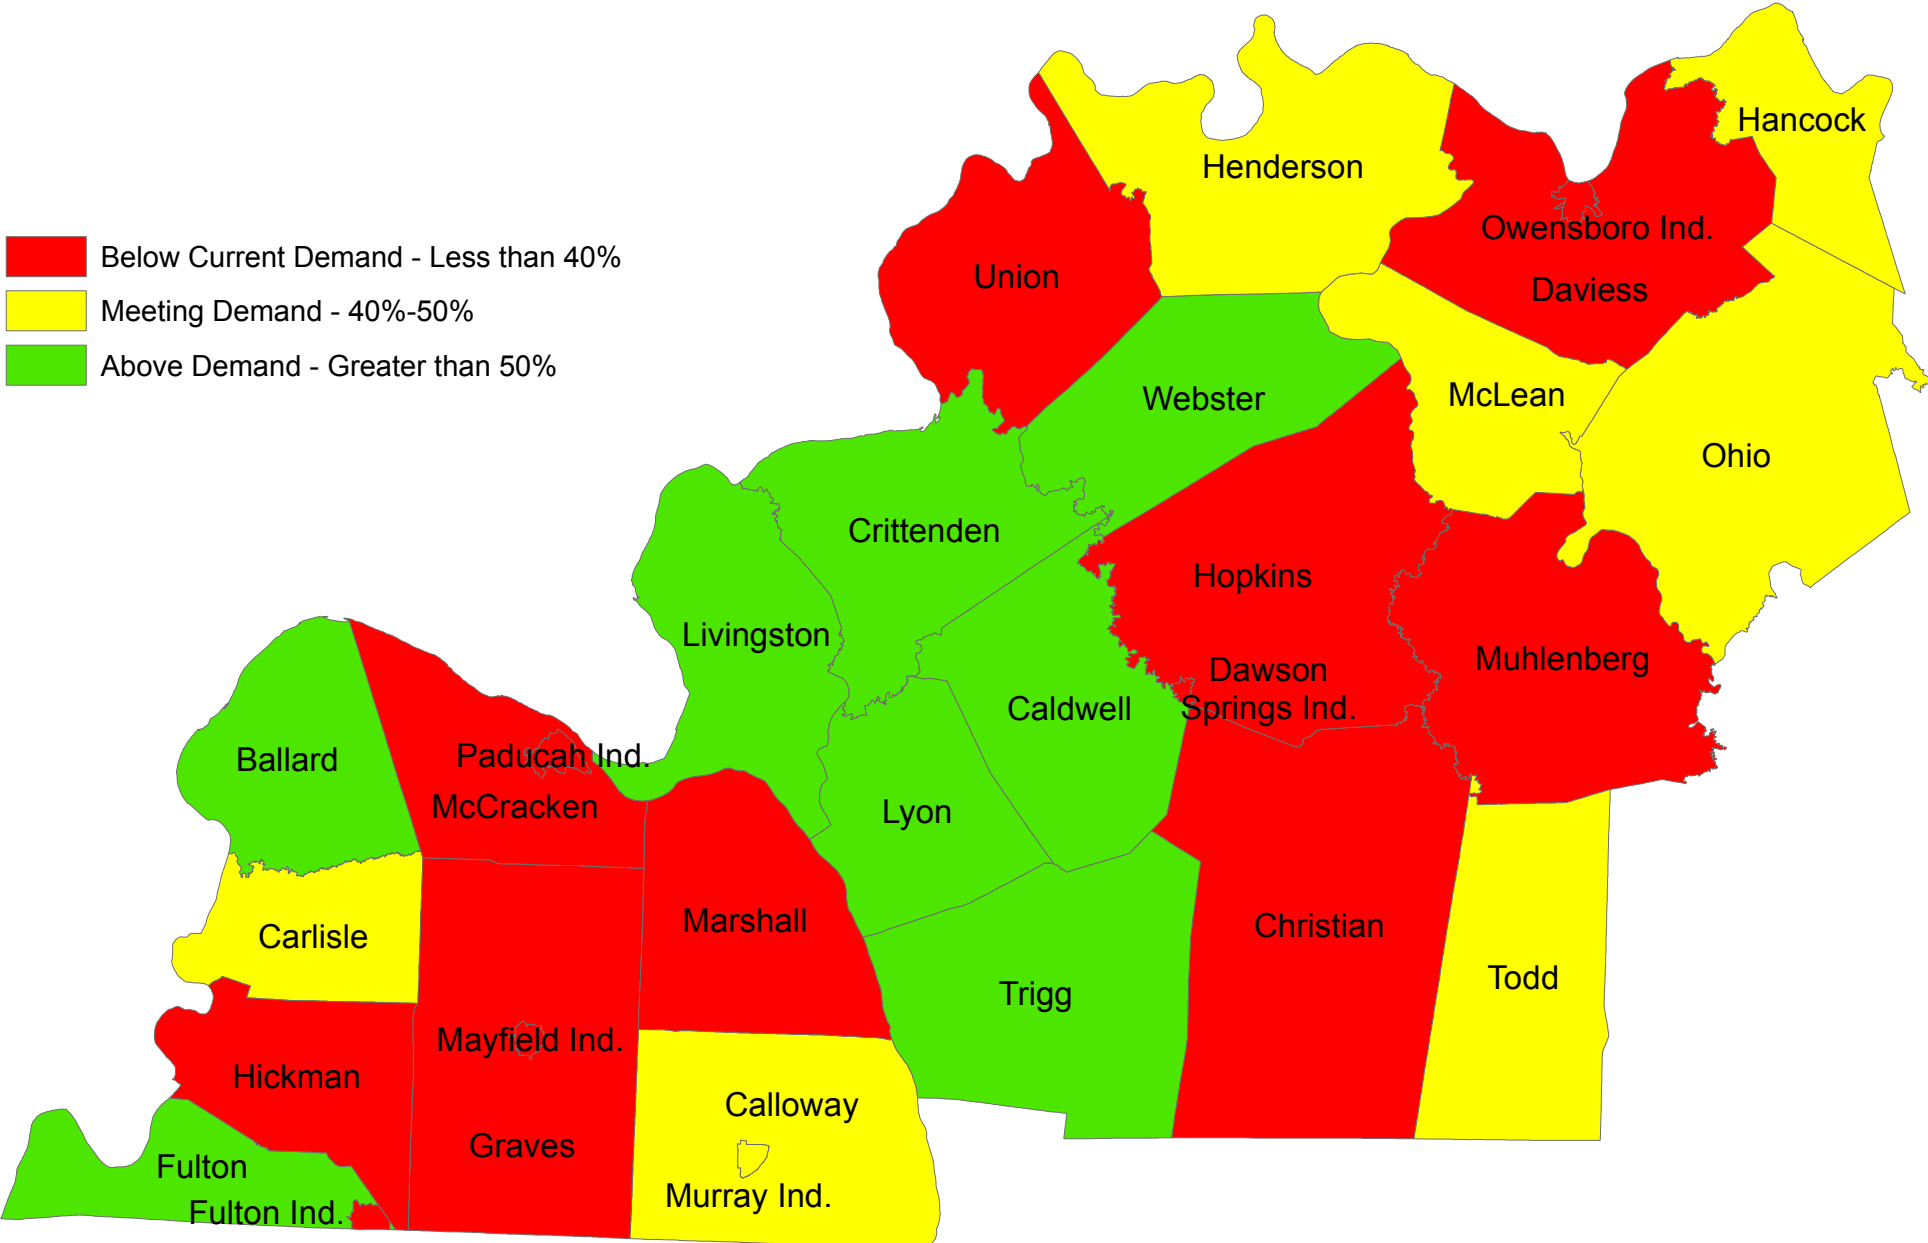 Hancock
Henderson
Owensboro Ind.
Below Current Demand - Less than 40%
Union
Daviess
Meeting Demand - 40%-50%
Above Demand - Greater than 50%
Webster
McLean
Ohio
Crittenden
Hopkins
Livingston
Muhlenberg
Dawson
Springs Ind.
Caldwell
Paducah Ind.
Ballard
McCracken
Lyon
Marshall
Christian
Carlisle
Todd
Trigg
Mayfield Ind.
Hickman
Calloway
Graves
Fulton
Murray Ind.
Fulton Ind.